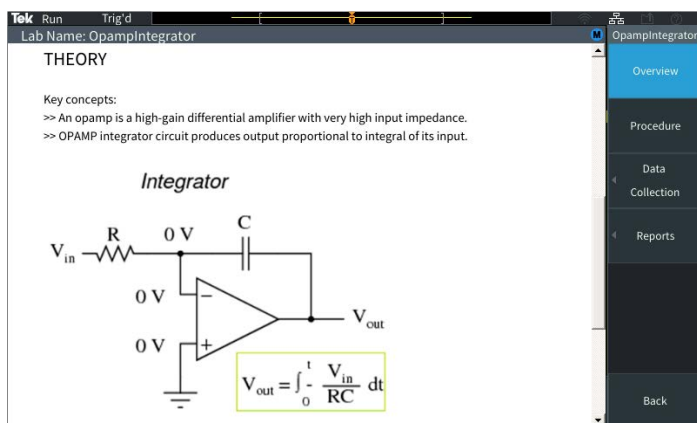 Tek Run Trig'd
T
Lab Name: OpampIntegrator
M
OpampIntegrator
THEORY
Key concepts:
>> An opamp is a high-gain differential amplifier with very high input impedance.
>> OPAMP integrator circuit produces output proportional to integral of its input.
Integrator
C
R 0 V
Vin
0 V −
Vout
0 V +
Vout = ∫₀ᵗ - Vin/RC dt
Overview
Procedure
Data
Collection
Reports
Back